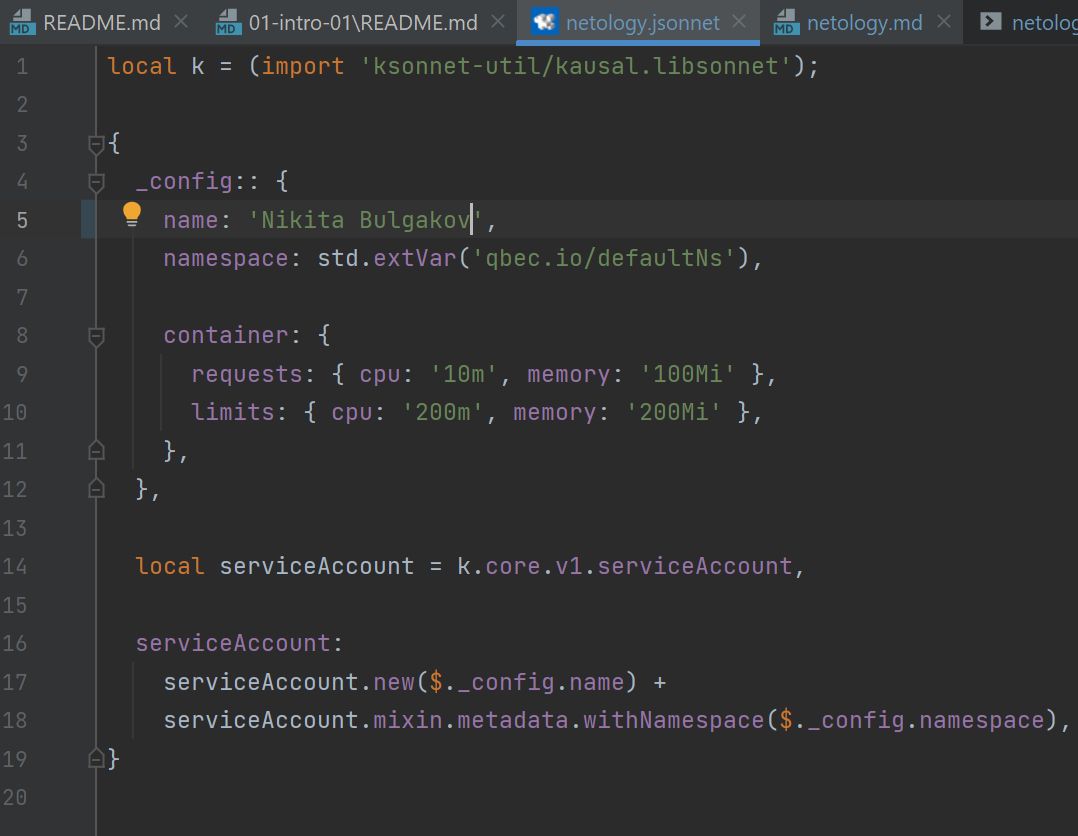 README.md 01-intro-01\README.md netology.jsonnet netology.md netolog
1 local k = (import 'ksonnet-util/kausal.libsonnet');
2
3 {
4   _config:: {
5     name: 'Nikita Bulgakov',
6     namespace: std.extVar('qbec.io/defaultNs'),
7
8     container: {
9       requests: { cpu: '10m', memory: '100Mi' },
10       limits: { cpu: '200m', memory: '200Mi' },
11     },
12   },
13
14   local serviceAccount = k.core.v1.serviceAccount,
15
16   serviceAccount:
17     serviceAccount.new($._config.name) +
18     serviceAccount.mixin.metadata.withNamespace($._config.namespace),
19 }
20